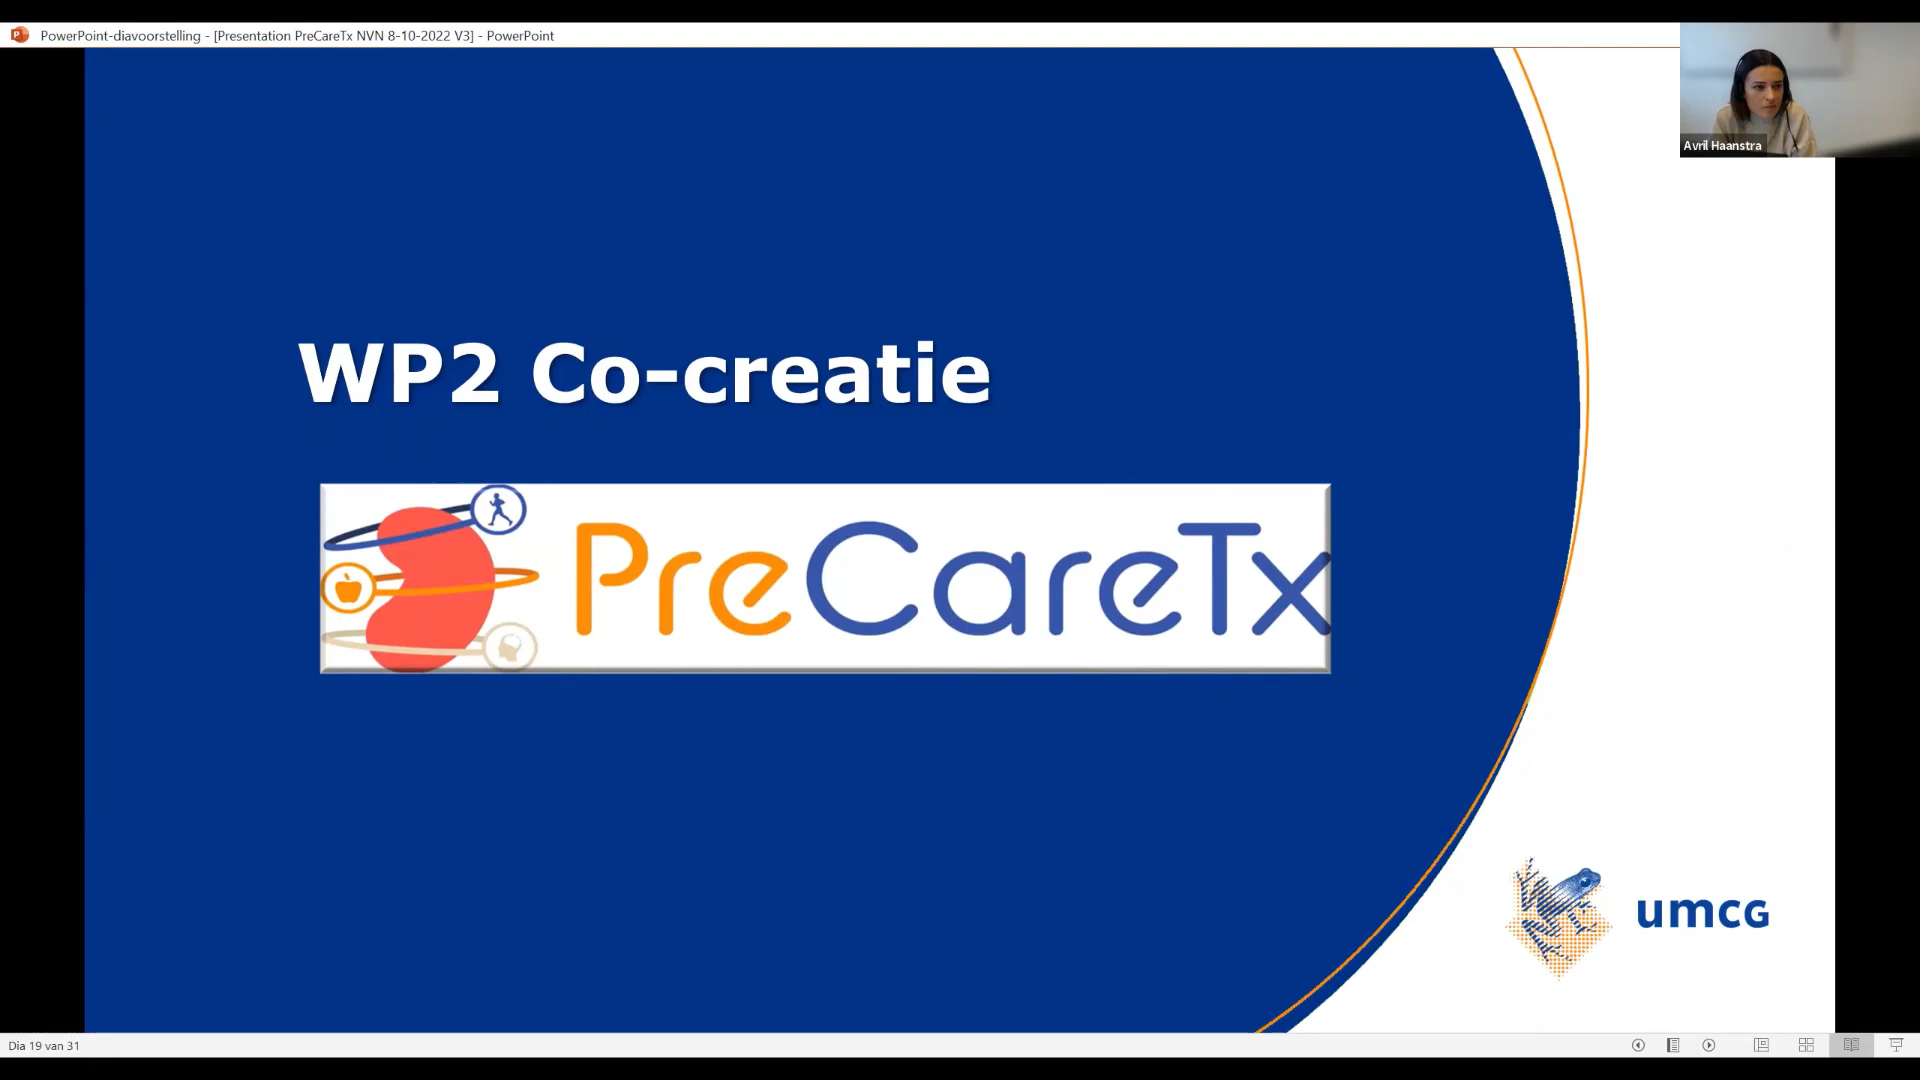 PowerPoint-diavoorstelling - [Presentation PreCareTx NVN 8-10-2022 V3] - PowerPoint
Avril Haanstra
WP2 Co-creatie
PreCareTx
umcG
Dia 19 van 31